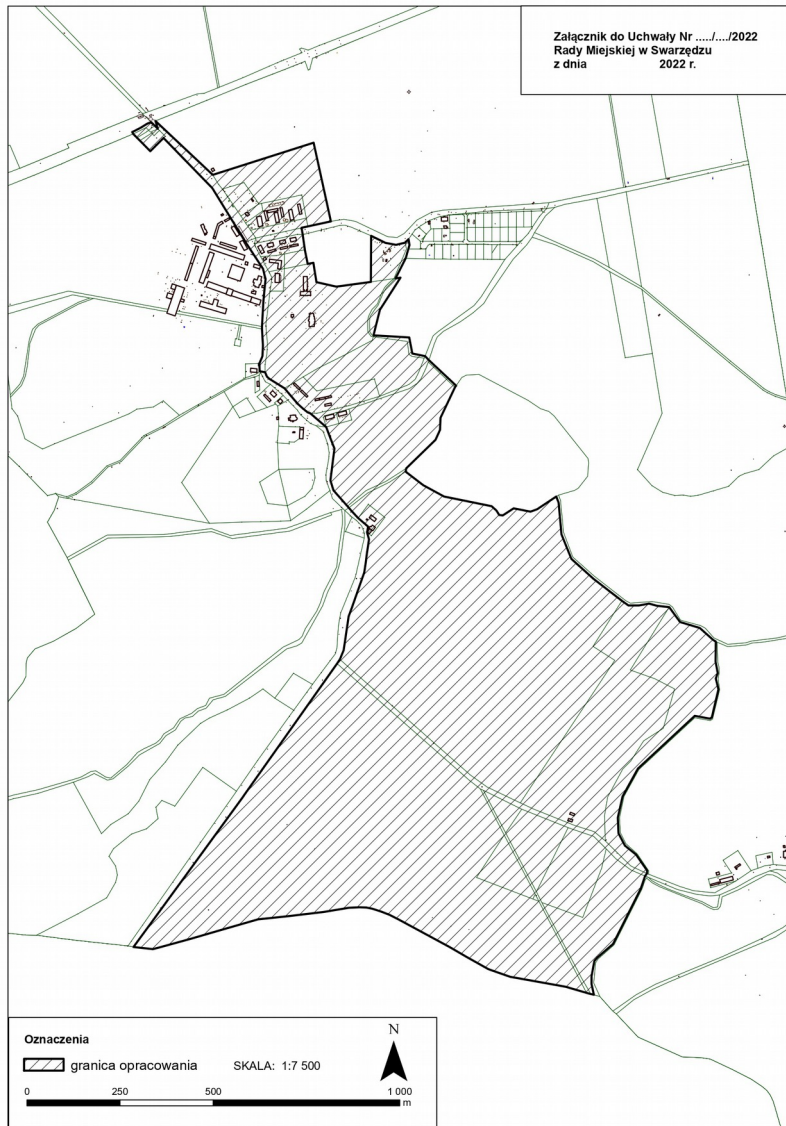 Załącznik do Uchwały Nr ...../..../2022
Rady Miejskiej w Swarzędzu
z dnia 2022 r.
Oznaczenia
N
granica opracowania SKALA: 1:7 500
0 250 500 1 000
m